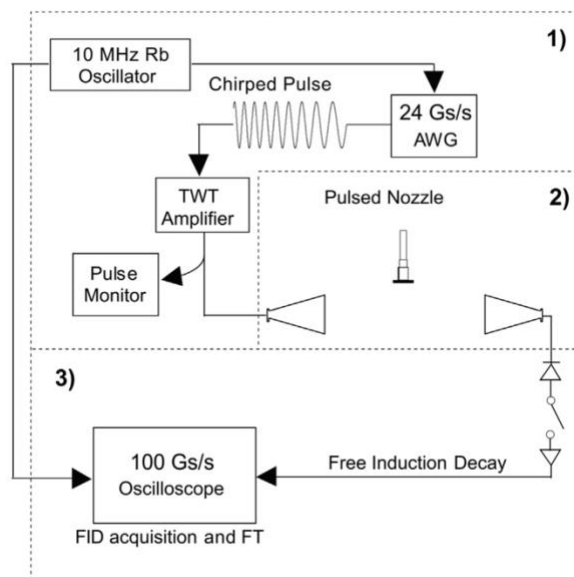 1)
10 MHz Rb
Oscillator
Chirped Pulse
24 Gs/s
AWG
TWT
Amplifier
Pulsed Nozzle
2)
Pulse
Monitor
3)
100 Gs/s
Oscilloscope
Free Induction Decay
FID acquisition and FT